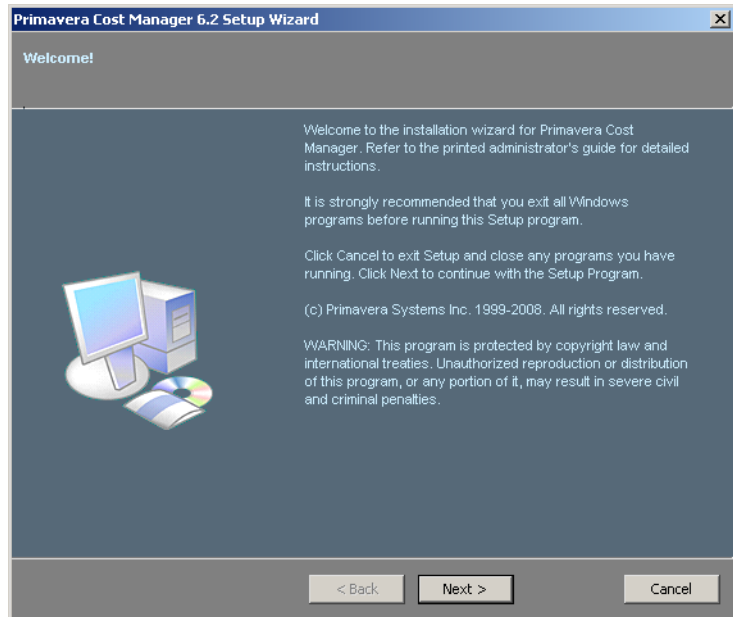 Primavera Cost Manager 6.2 Setup Wizard
Welcome!
Welcome to the installation wizard for Primavera Cost
Manager. Refer to the printed administrator's guide for detailed
instructions.
It is strongly recommended that you exit all Windows
programs before running this Setup program.
Click Cancel to exit Setup and close any programs you have
running. Click Next to continue with the Setup Program.
(c) Primavera Systems Inc. 1999-2008. All rights reserved.
WARNING: This program is protected by copyright law and
international treaties. Unauthorized reproduction or distribution
of this program, or any portion of it, may result in severe civil
and criminal penalties.
< Back Next > Cancel